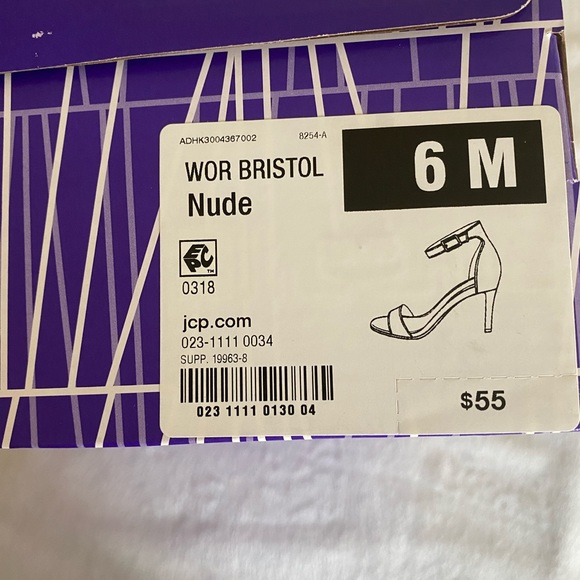 ADHK3004367002 8254-A
WOR BRISTOL
6 M
Nude
EPC™
0318
jcp.com
023-1111 0034
SUPP. 19963-8
023 1111 0130 04
$55